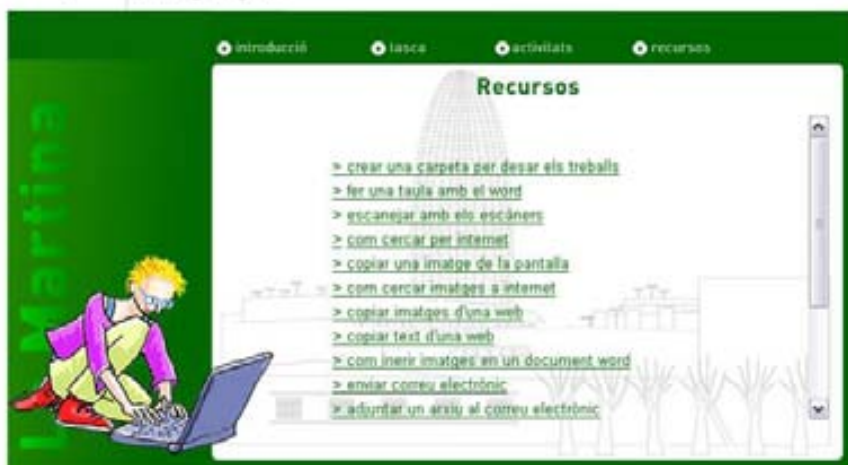 introducció
tasca
activitats
recursos
Recursos
> crear una carpeta per desar els treballs
> fer una taula amb el word
> escanejar amb els escàners
> com cercar per internet
> copiar una imatge de la pantalla
> com cercar imatges a internet
> copiar imatges d'una web
> copiar text d'una web
> com inerir imatges en un document word
> enviar correu electrònic
> adjuntar un arxiu al correu electrònic
La Martina